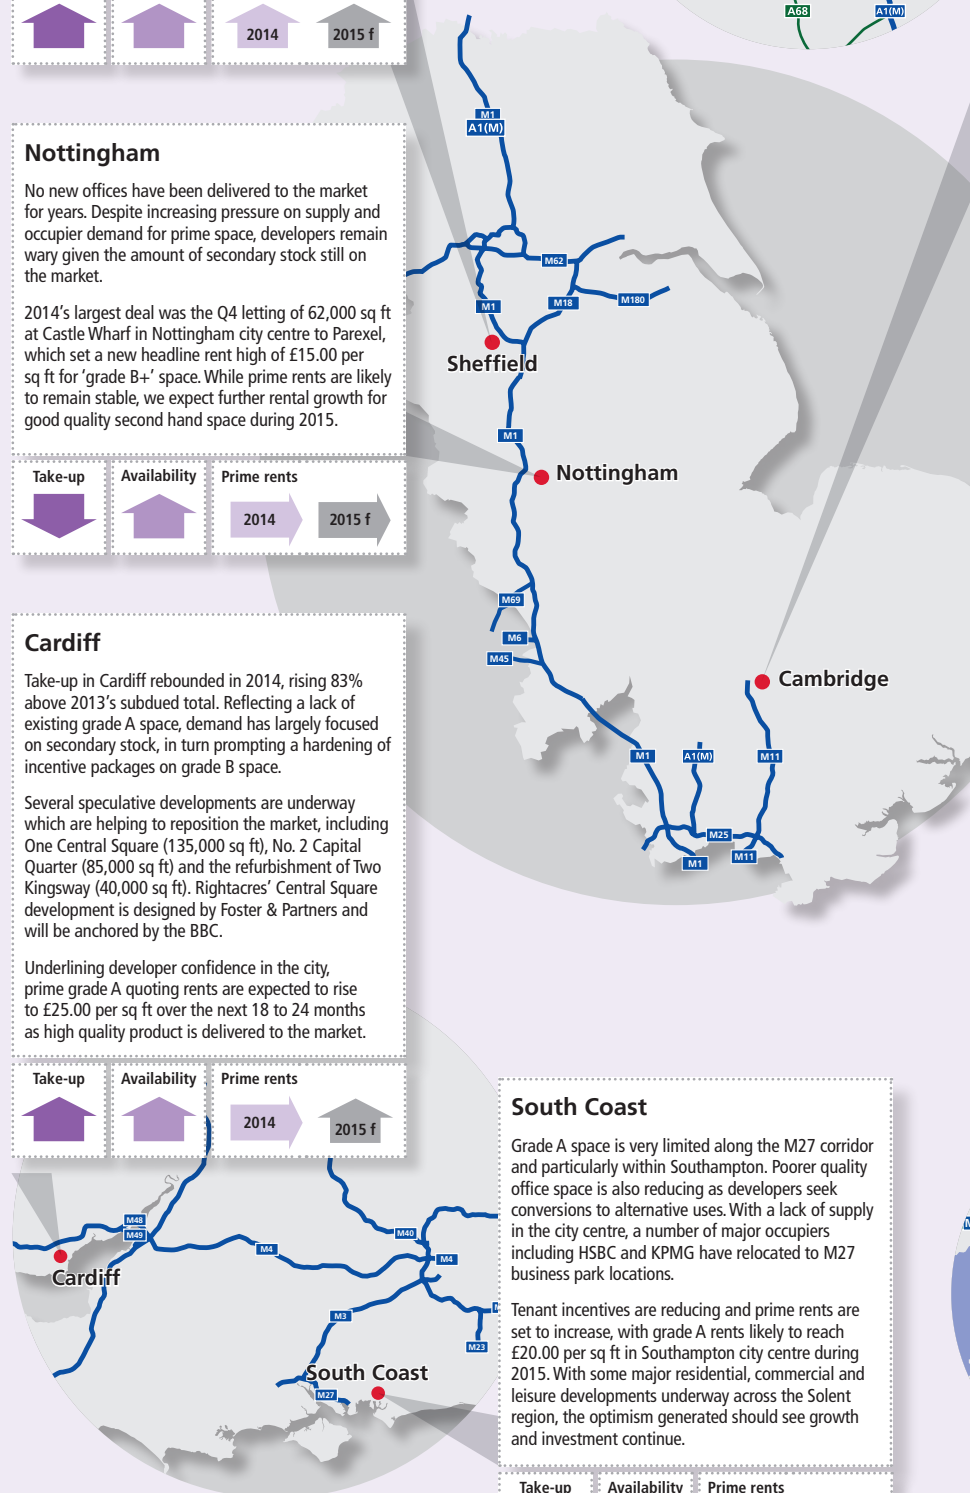 2014
2015 f
A68
A1(M)
M1
A1(M)
Nottingham
No new offices have been delivered to the market
for years. Despite increasing pressure on supply and
occupier demand for prime space, developers remain
wary given the amount of secondary stock still on
the market.
2014's largest deal was the Q4 letting of 62,000 sq ft
at Castle Wharf in Nottingham city centre to Parexel,
which set a new headline rent high of £15.00 per
sq ft for 'grade B+' space. While prime rents are likely
to remain stable, we expect further rental growth for
good quality second hand space during 2015.
Take-up
Availability
Prime rents
2014
2015 f
M62
M1
M18
M180
Sheffield
M1
Nottingham
M69
M6
M45
Cambridge
M1
A1(M)
M11
M25
M1
M11
Cardiff
Take-up in Cardiff rebounded in 2014, rising 83%
above 2013's subdued total. Reflecting a lack of
existing grade A space, demand has largely focused
on secondary stock, in turn prompting a hardening of
incentive packages on grade B space.
Several speculative developments are underway
which are helping to reposition the market, including
One Central Square (135,000 sq ft), No. 2 Capital
Quarter (85,000 sq ft) and the refurbishment of Two
Kingsway (40,000 sq ft). Rightacres' Central Square
development is designed by Foster & Partners and
will be anchored by the BBC.
Underlining developer confidence in the city,
prime grade A quoting rents are expected to rise
to £25.00 per sq ft over the next 18 to 24 months
as high quality product is delivered to the market.
Take-up
Availability
Prime rents
2014
2015 f
M48
M49
M4
M40
M4
Cardiff
M3
M23
South Coast
M27
South Coast
Grade A space is very limited along the M27 corridor
and particularly within Southampton. Poorer quality
office space is also reducing as developers seek
conversions to alternative uses. With a lack of supply
in the city centre, a number of major occupiers
including HSBC and KPMG have relocated to M27
business park locations.
Tenant incentives are reducing and prime rents are
set to increase, with grade A rents likely to reach
£20.00 per sq ft in Southampton city centre during
2015. With some major residential, commercial and
leisure developments underway across the Solent
region, the optimism generated should see growth
and investment continue.
Take-up
Availability
Prime rents